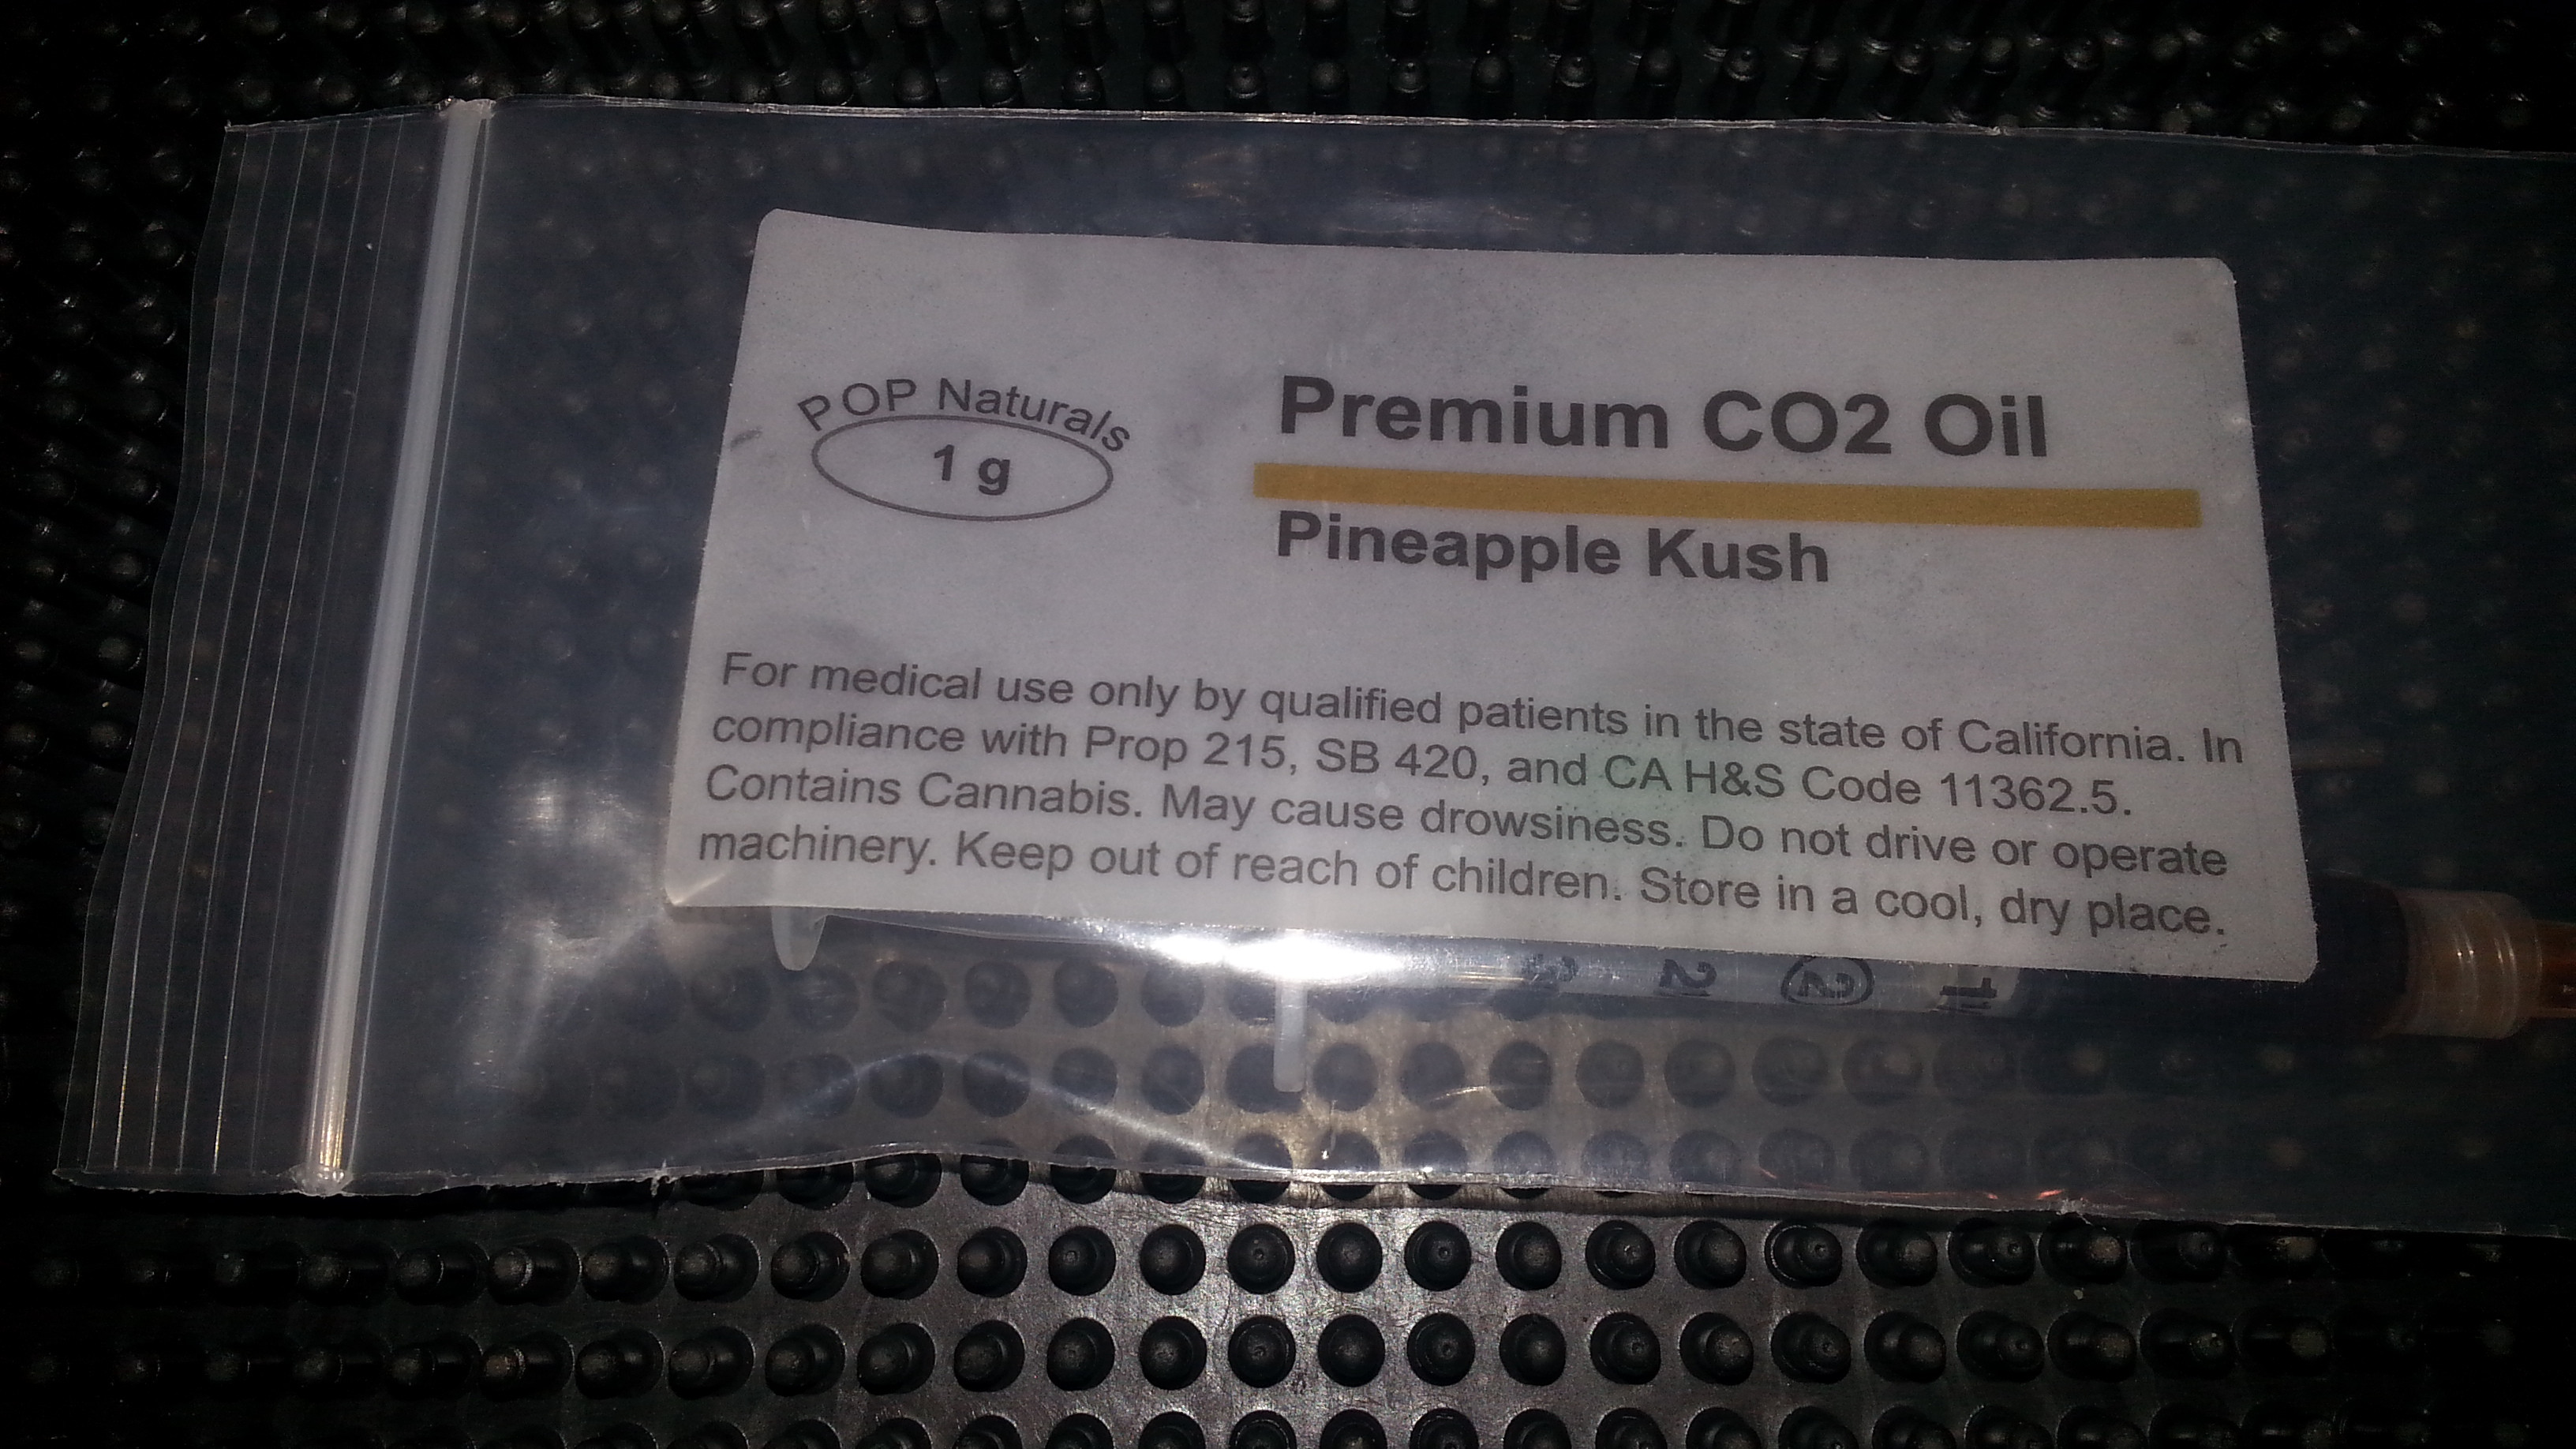 POP Naturals
1 g
Premium CO2 Oil
Pineapple Kush
For medical use only by qualified patients in the state of California. In
compliance with Prop 215, SB 420, and CA H&S Code 11362.5.
Contains Cannabis. May cause drowsiness. Do not drive or operate
machinery. Keep out of reach of children. Store in a cool, dry place.
2
1